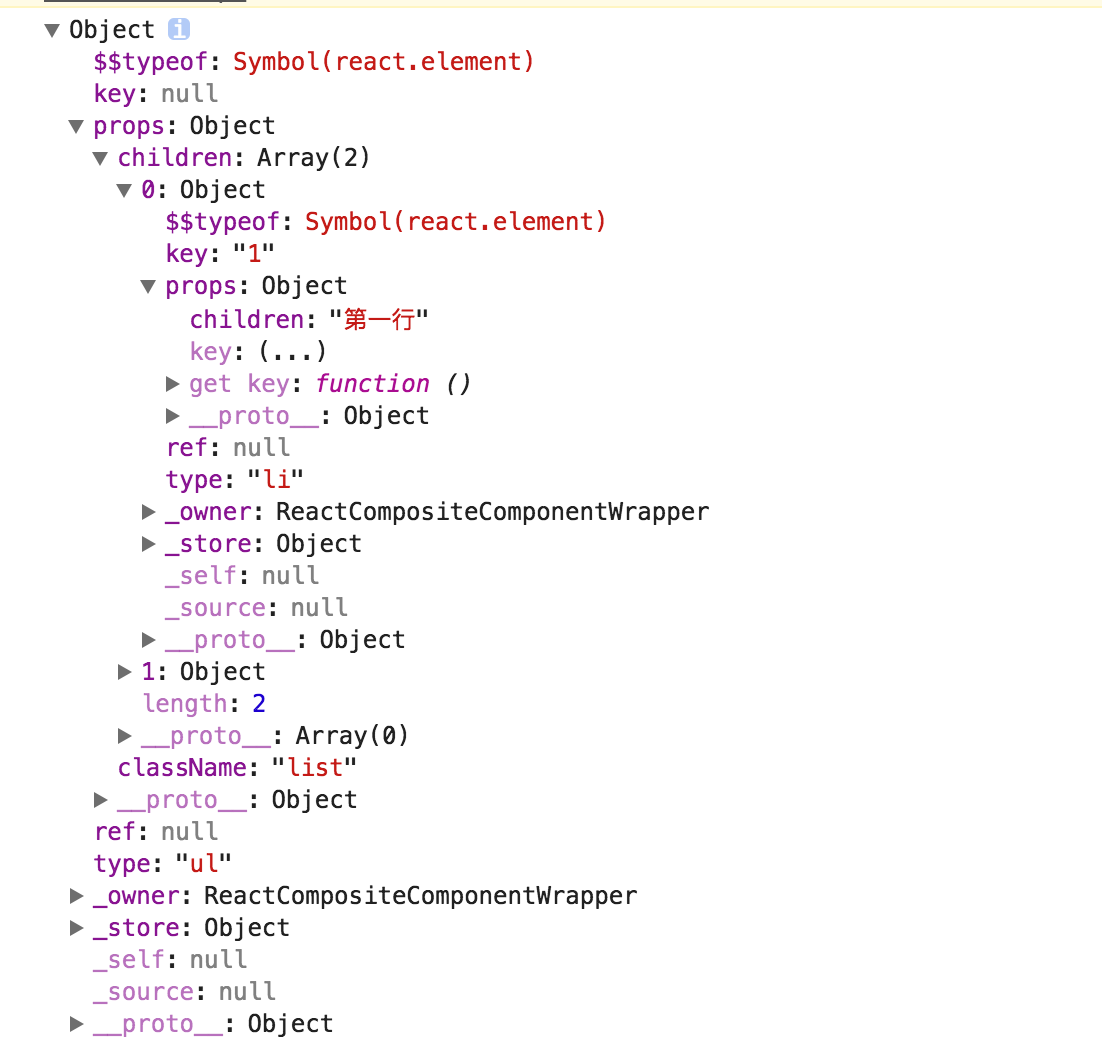 Object i
$$typeof: Symbol(react.element)
key: null
props: Object
children: Array(2)
0: Object
$$typeof: Symbol(react.element)
key: "1"
props: Object
children: "第一行"
key: (...)
get key: function ()
__proto__: Object
ref: null
type: "li"
_owner: ReactCompositeComponentWrapper
_store: Object
_self: null
_source: null
__proto__: Object
1: Object
length: 2
__proto__: Array(0)
className: "list"
__proto__: Object
ref: null
type: "ul"
_owner: ReactCompositeComponentWrapper
_store: Object
_self: null
_source: null
__proto__: Object